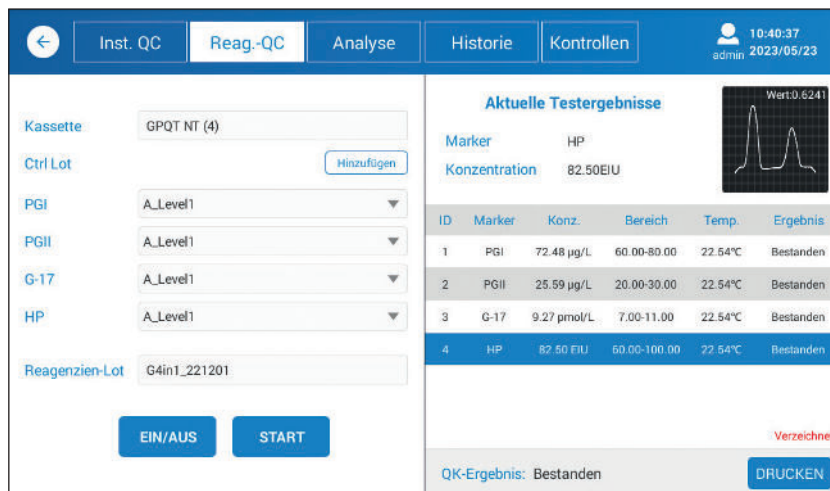 Inst. QC Reag.-QC Analyse Historie Kontrollen admin 10:40:37 2023/05/23
Kassette GPQT NT (4)
Ctrl Lot Hinzufügen
PGI A_Level1
PGII A_Level1
G-17 A_Level1
HP A_Level1
Reagenzien-Lot G4in1_221201
EIN/AUS START
Aktuelle Testergebnisse
Marker HP
Konzentration 82.50EIU
Wert:0.6241
ID Marker Konz. Bereich Temp. Ergebnis
1 PGI 72.48 µg/L 60.00-80.00 22.54℃ Bestanden
2 PGII 25.59 µg/L 20.00-30.00 22.54℃ Bestanden
3 G-17 9.27 pmol/L 7.00-11.00 22.54℃ Bestanden
4 HP 82.50 EIU 60.00-100.00 22.54℃ Bestanden
Verzeichne
QK-Ergebnis: Bestanden DRUCKEN